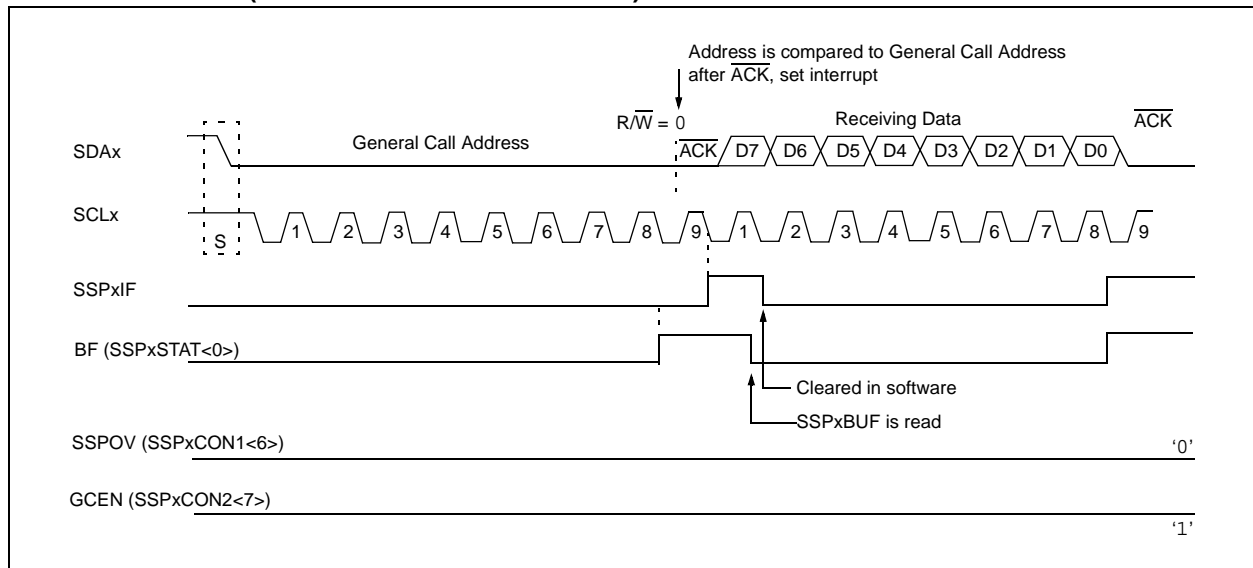 Address is compared to General Call Address
after ACK, set interrupt
R/W = 0
Receiving Data
ACK
SDAx
General Call Address
ACK D7 D6 D5 D4 D3 D2 D1 D0
SCLx
S
1 2 3 4 5 6 7 8 9 1 2 3 4 5 6 7 8 9
SSPxIF
BF (SSPxSTAT<0>)
Cleared in software
SSPxBUF is read
SSPOV (SSPxCON1<6>)
‘0’
GCEN (SSPxCON2<7>)
‘1’